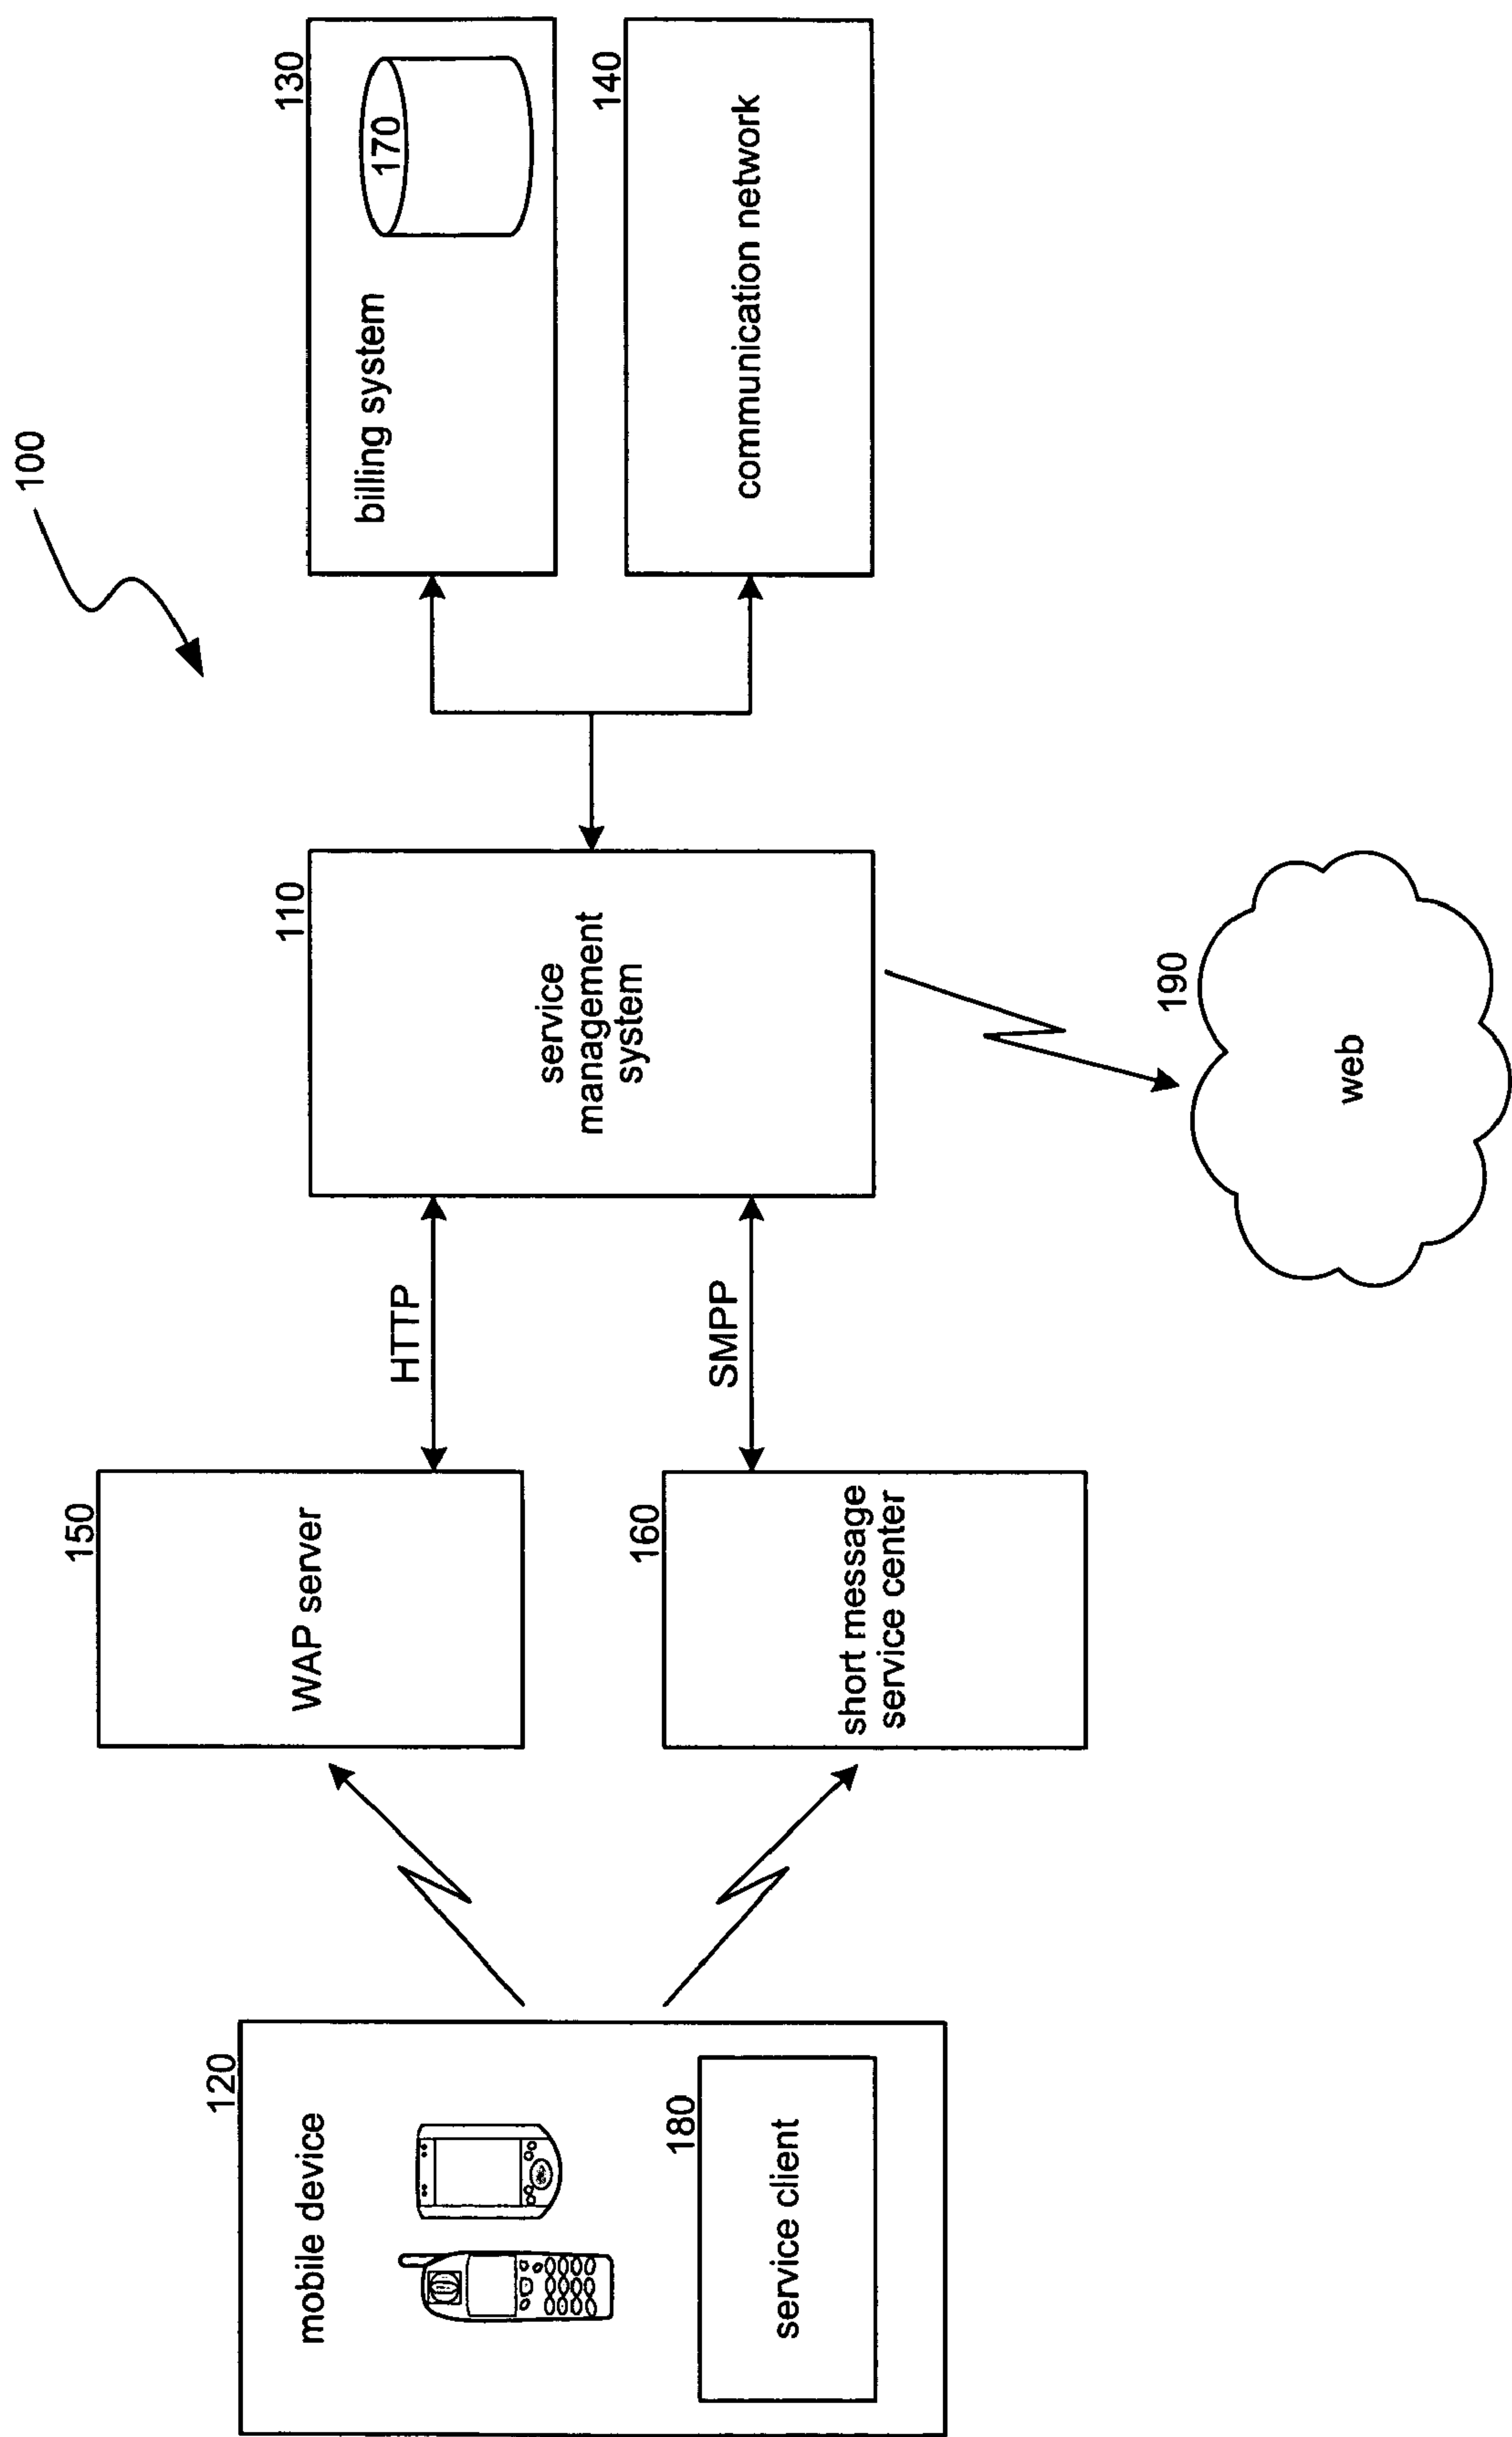 100
120
mobile device
180
service client
150
WAP server
160
short message
service center
HTTP
SMPP
110
service
management
system
130
billing system
170
140
communication network
190
web